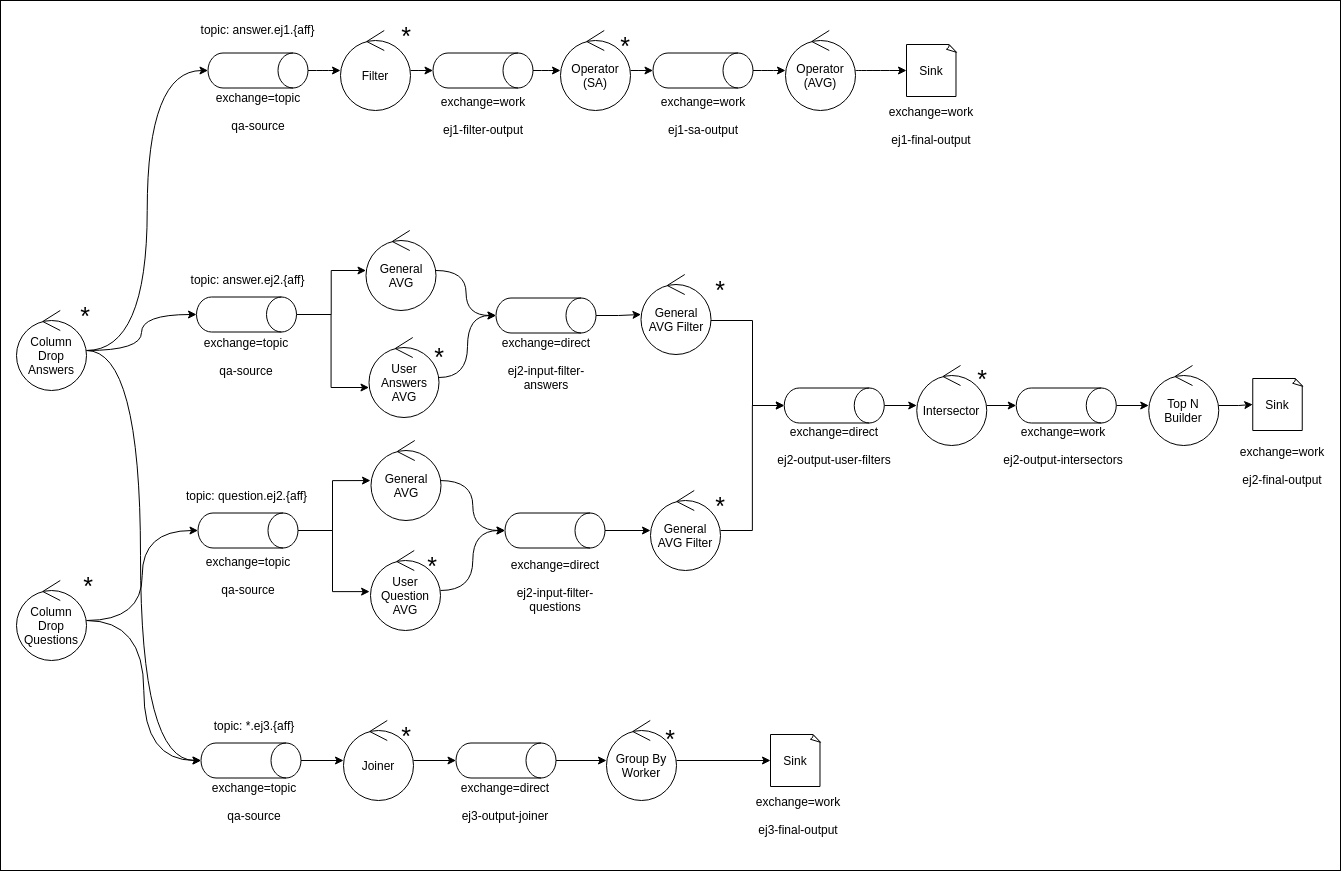 topic: answer.ej1.{aff}
*
Filter
*
Operator
(SA)
Operator
(AVG)
Sink
exchange=topic
qa-source
exchange=work
ej1-filter-output
exchange=work
ej1-sa-output
exchange=work
ej1-final-output
*
Column
Drop
Answers
topic: answer.ej2.{aff}
exchange=topic
qa-source
General
AVG
*
User
Answers
AVG
exchange=direct
ej2-input-filter-
answers
*
General
AVG Filter
exchange=direct
ej2-output-user-filters
*
Intersector
exchange=work
ej2-output-intersectors
Top N
Builder
Sink
exchange=work
ej2-final-output
*
Column
Drop
Questions
topic: question.ej2.{aff}
exchange=topic
qa-source
General
AVG
*
User
Question
AVG
exchange=direct
ej2-input-filter-
questions
*
General
AVG Filter
topic: *.ej3.{aff}
exchange=topic
qa-source
*
Joiner
exchange=direct
ej3-output-joiner
*
Group By
Worker
Sink
exchange=work
ej3-final-output